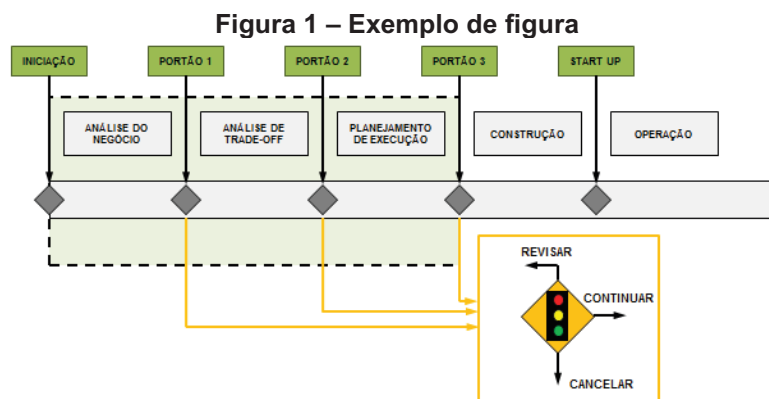 Figura 1 – Exemplo de figura
INICIAÇÃO
PORTÃO 1
PORTÃO 2
PORTÃO 3
START UP
ANÁLISE DO
NEGÓCIO
ANÁLISE DE
TRADE-OFF
PLANEJAMENTO
DE EXECUÇÃO
CONSTRUÇÃO
OPERAÇÃO
REVISAR
CONTINUAR
CANCELAR